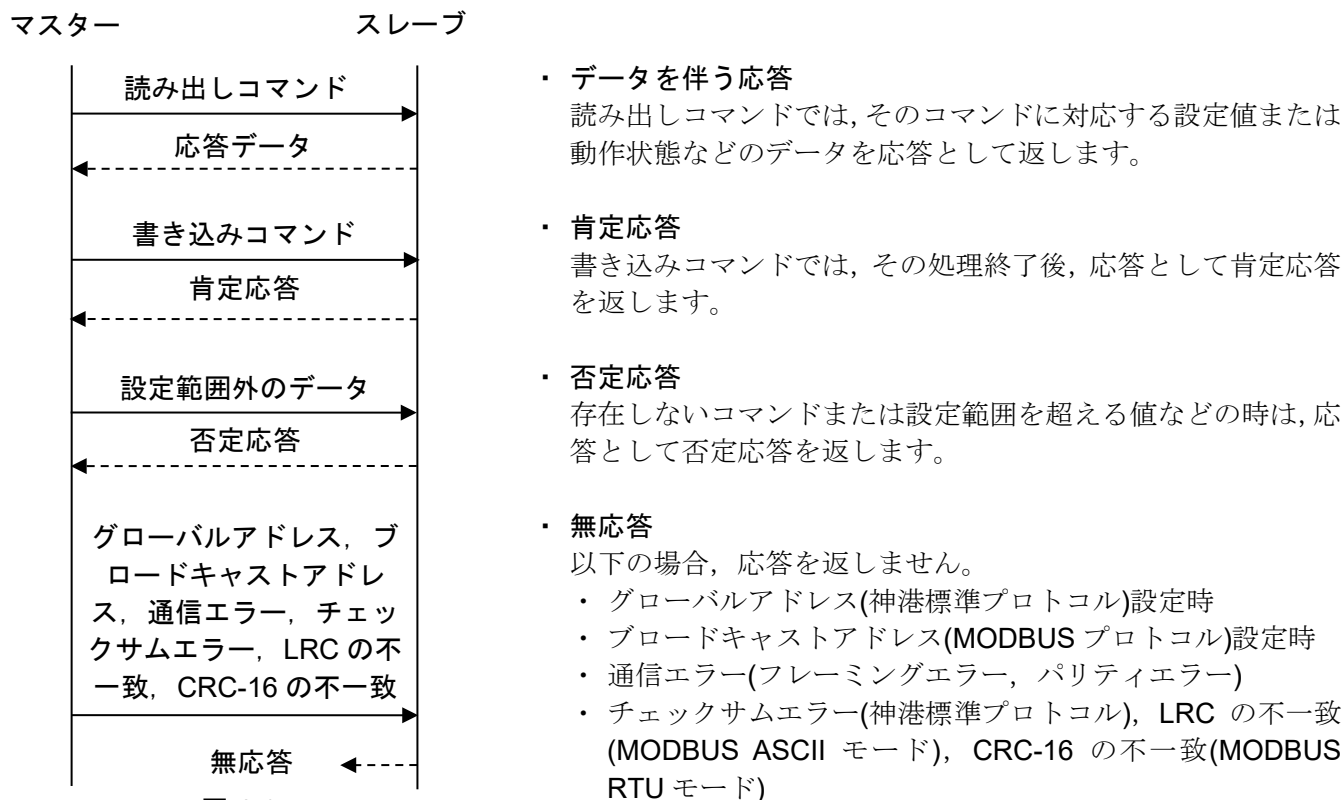 マスター
スレーブ
読み出しコマンド
応答データ
書き込みコマンド
肯定応答
設定範囲外のデータ
否定応答
グローバルアドレス，ブ
ロードキャストアドレ
ス，通信エラー，チェッ
クサムエラー，LRC の不
一致，CRC-16 の不一致
無応答
・ データを伴う応答
読み出しコマンドでは，そのコマンドに対応する設定値または
動作状態などのデータを応答として返します。
・ 肯定応答
書き込みコマンドでは，その処理終了後，応答として肯定応答
を返します。
・ 否定応答
存在しないコマンドまたは設定範囲を超える値などの時は，応
答として否定応答を返します。
・ 無応答
以下の場合，応答を返しません。
・ グローバルアドレス(神港標準プロトコル)設定時
・ ブロードキャストアドレス(MODBUS プロトコル)設定時
・ 通信エラー(フレーミングエラー，パリティエラー)
・ チェックサムエラー(神港標準プロトコル)，LRC の不一致
(MODBUS ASCII モード)，CRC-16 の不一致(MODBUS
RTU モード)